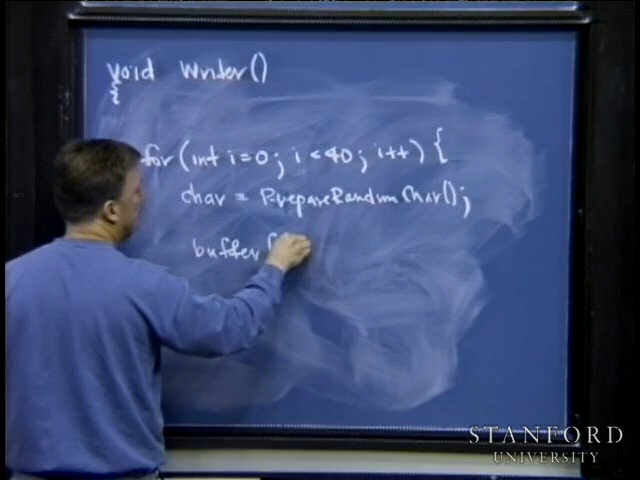 void Writer()
{
for (int i=0; i<40; i++) {
char = PrepareRandomChar();
buffer [
STANFORD
UNIVERSITY